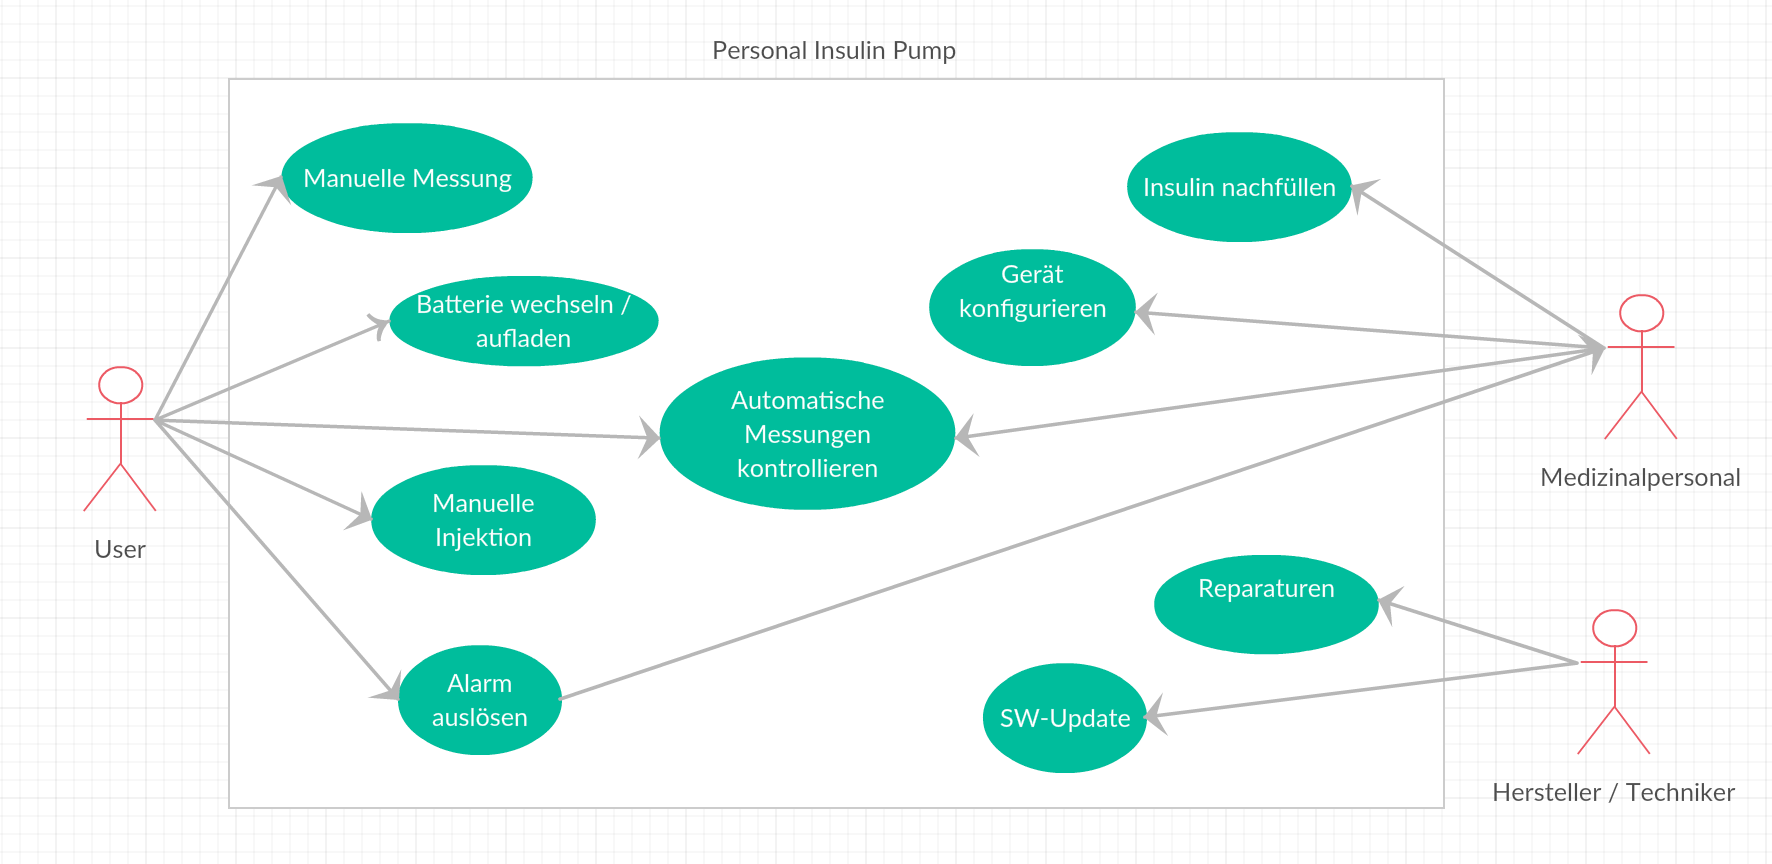 Personal Insulin Pump
Manuelle Messung
Insulin nachfüllen
Batterie wechseln /
aufladen
Gerät
konfigurieren
Automatische
Messungen
kontrollieren
Manuelle
Injektion
User
Medizinalpersonal
Alarm
auslösen
Reparaturen
SW-Update
Hersteller / Techniker